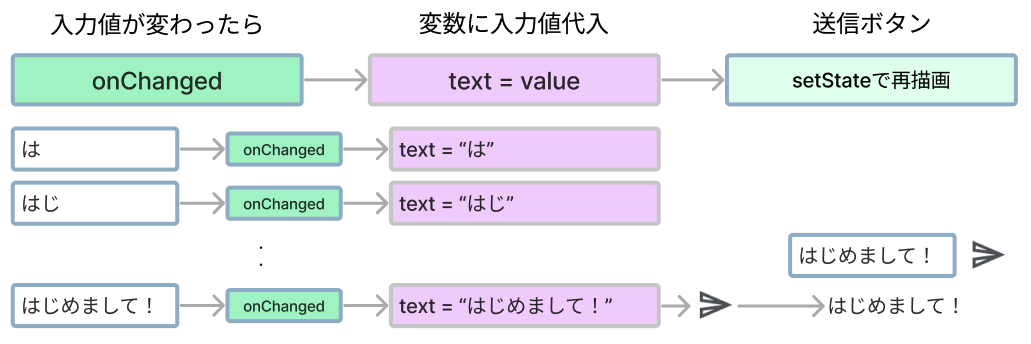 入力値が変わったら
変数に入力値代入
送信ボタン
onChanged
text = value
setStateで再描画
は
onChanged
text = “は”
はじ
onChanged
text = “はじ”
:
はじめまして！
はじめまして！
onChanged
text = “はじめまして！”
はじめまして！